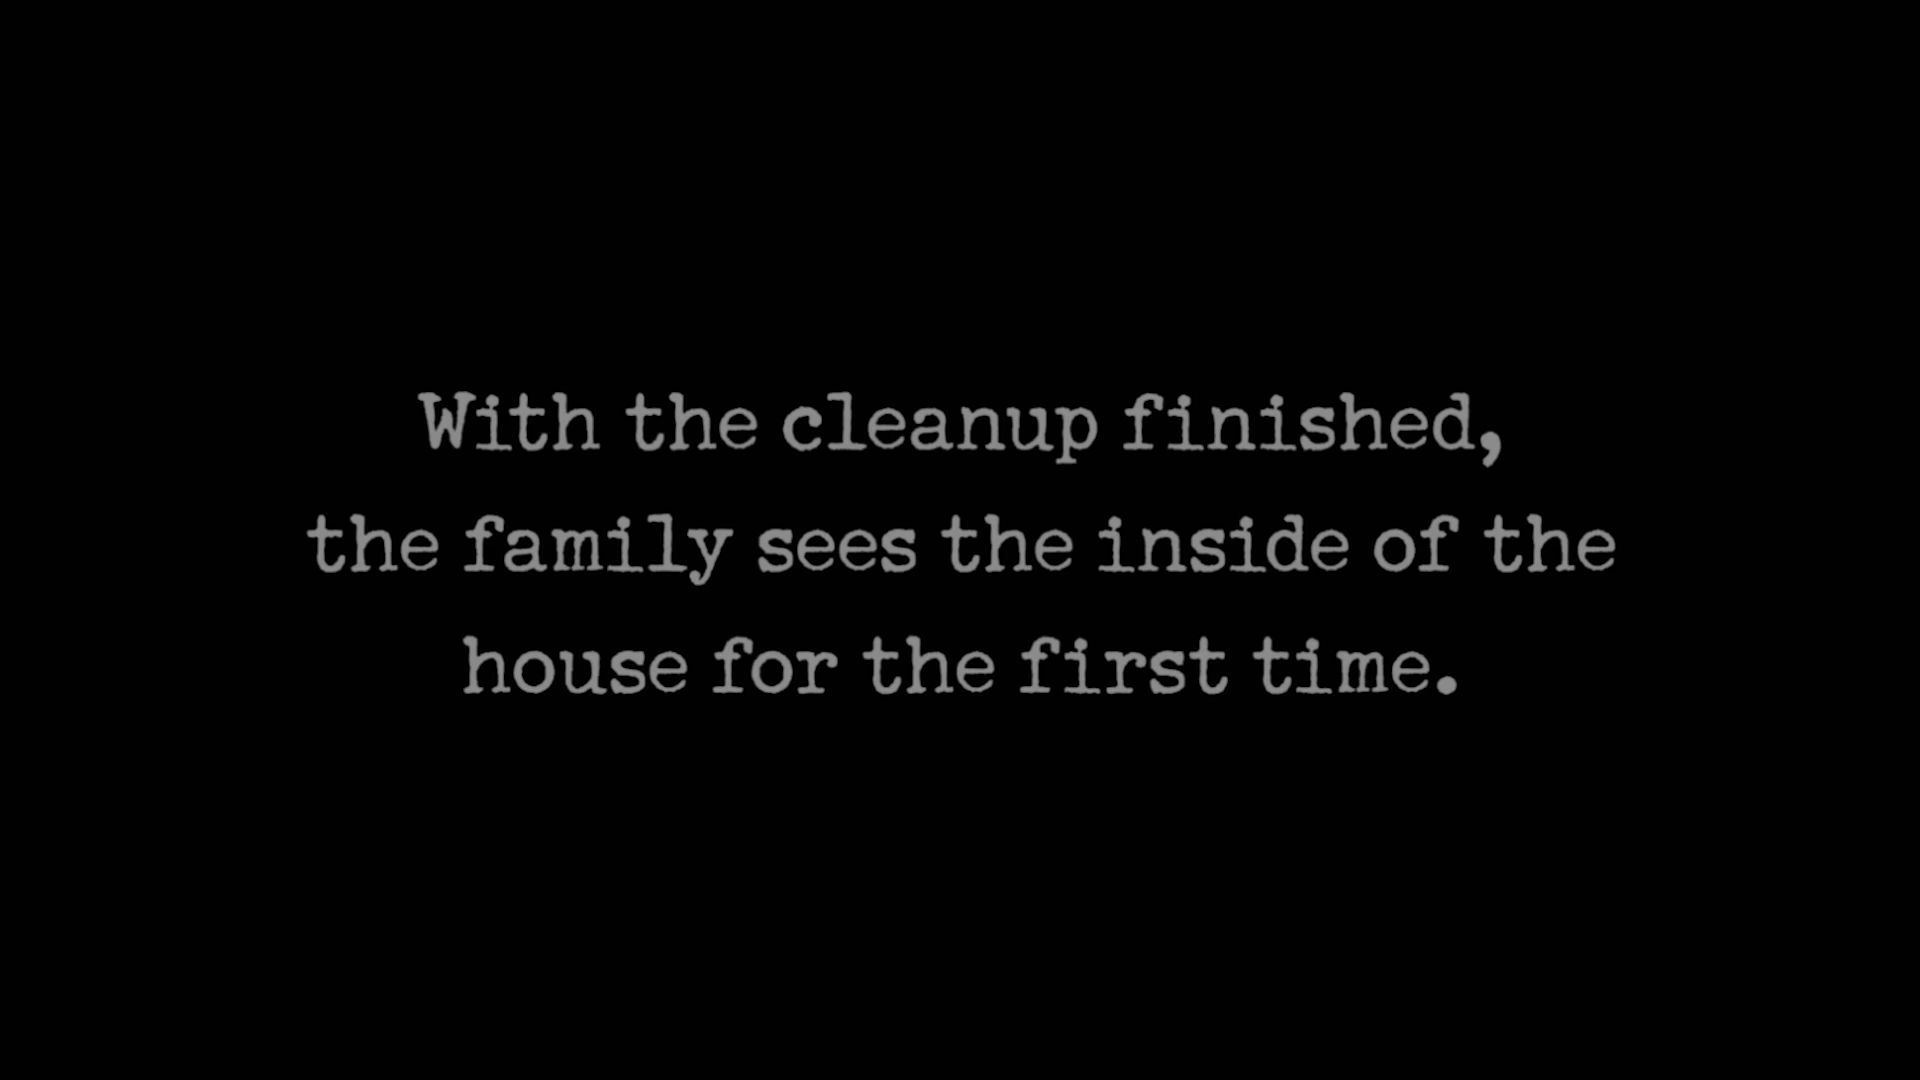 With the cleanup finished,
the family sees the inside of the
house for the first time.